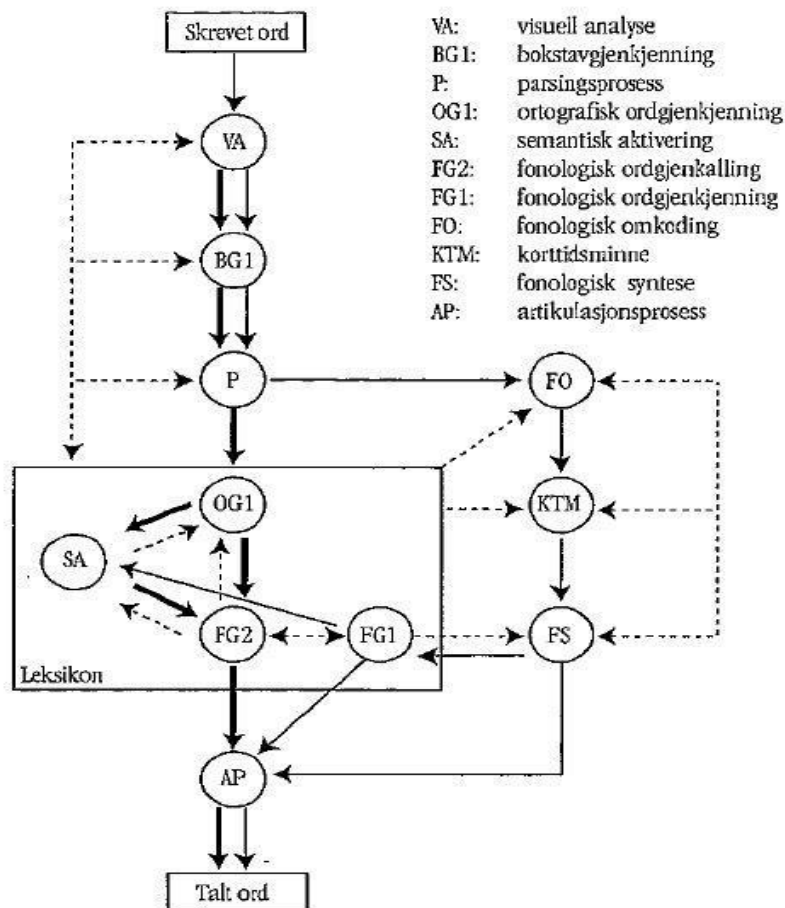 Skrevet ord
VA: visuell analyse
BG1: bokstavgjenkjenning
P: parsingsprosess
OG1: ortografisk ordgjenkjenning
SA: semantisk aktivering
FG2: fonologisk ordgjenkalling
FG1: fonologisk ordgjenkjenning
FO: fonologisk omkoding
KTM: korttidsminne
FS: fonologisk syntese
AP: artikulasjonsprosess
VA
BG1
P
FO
OG1
KTM
SA
FG2
FG1
FS
Leksikon
AP
Talt ord